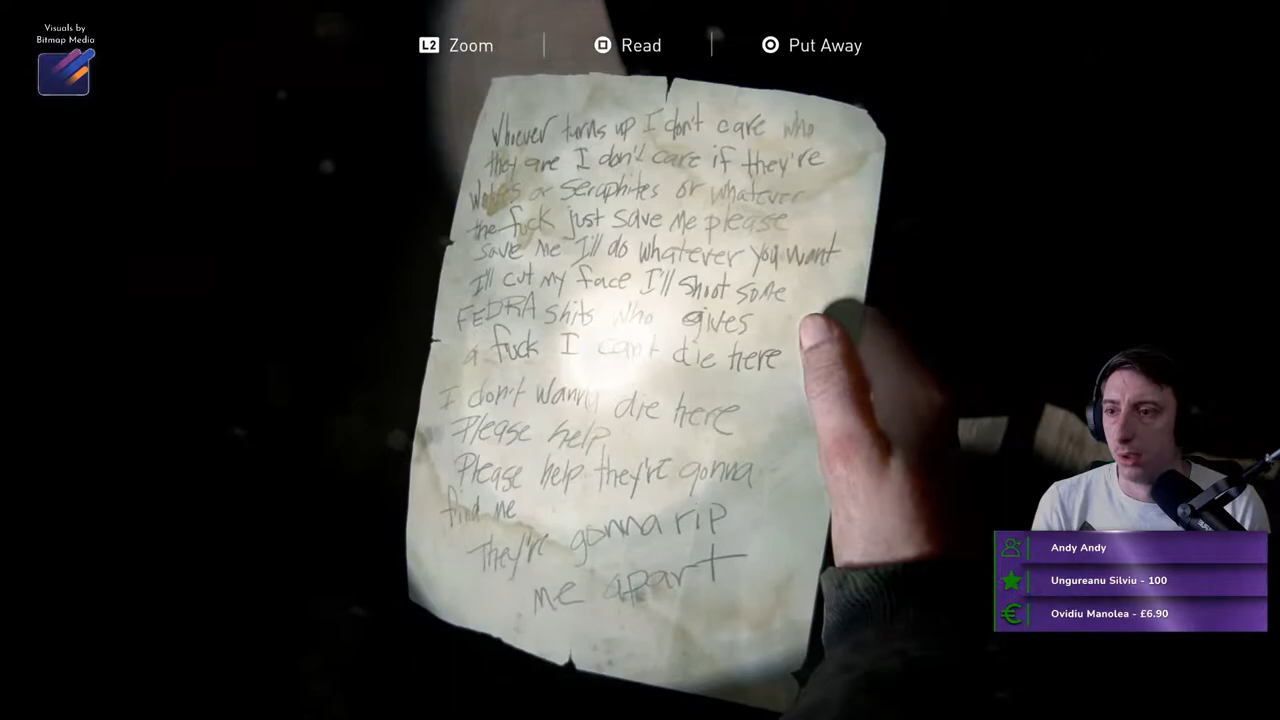 Visuals by
Bitmap Media
L2 Zoom
Read
Put Away
Whoever turns up I don't care who
they are I don't care if they're
Wolves or Seraphites or whatever
the fuck just save me please
save me I'll do whatever you want
I'll cut my face I'll shoot some
FEDRA shits who gives
a fuck I can't die here
I don't wanna die here
Please help
Please help they're gonna
find me
They're gonna rip
me apart
Andy Andy
Ungureanu Silviu - 100
Ovidiu Manolea - £6.90